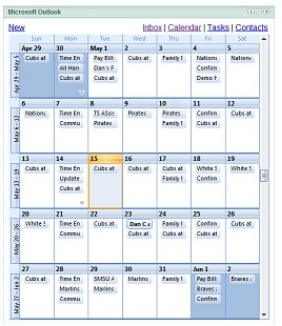 Microsoft Outlook
New Inbox | Calendar | Tasks | Contacts
Sun Mon Tue Wed Thu Fri Sat
Apr 29 - May 5
Apr 29 30 May 1 2 3 4 5
Cubs at Time En Pay Bill Cubs at Family I Nationa Nationa
All Han Dan's F Cubs at Confirm
Cubs at Cubs at Demo F
May 6 - 12
6 7 8 9 10 11 12
Nationa Time En TS ASso Pirates Pirates Confirm Cubs at
Commu Pirates Family I Cubs at
May 13 - 19
13 14 15 16 17 18 19
Cubs at Time En Cubs at Cubs at Cubs at White S White S
Update Family I Confirm
Cubs at
May 20 - 26
20 21 22 23 24 25 26
White S Time En Cubs at Dan C Family I Confirm Cubs at
Commu Cubs at Cubs at Cubs at
May 27 - Jun 2
27 28 29 30 31 Jun 1 2
Cubs at Time En SMSU Marlins Family I Pay Bill Braves
Marlins Marlins Braves
Commu Confirm